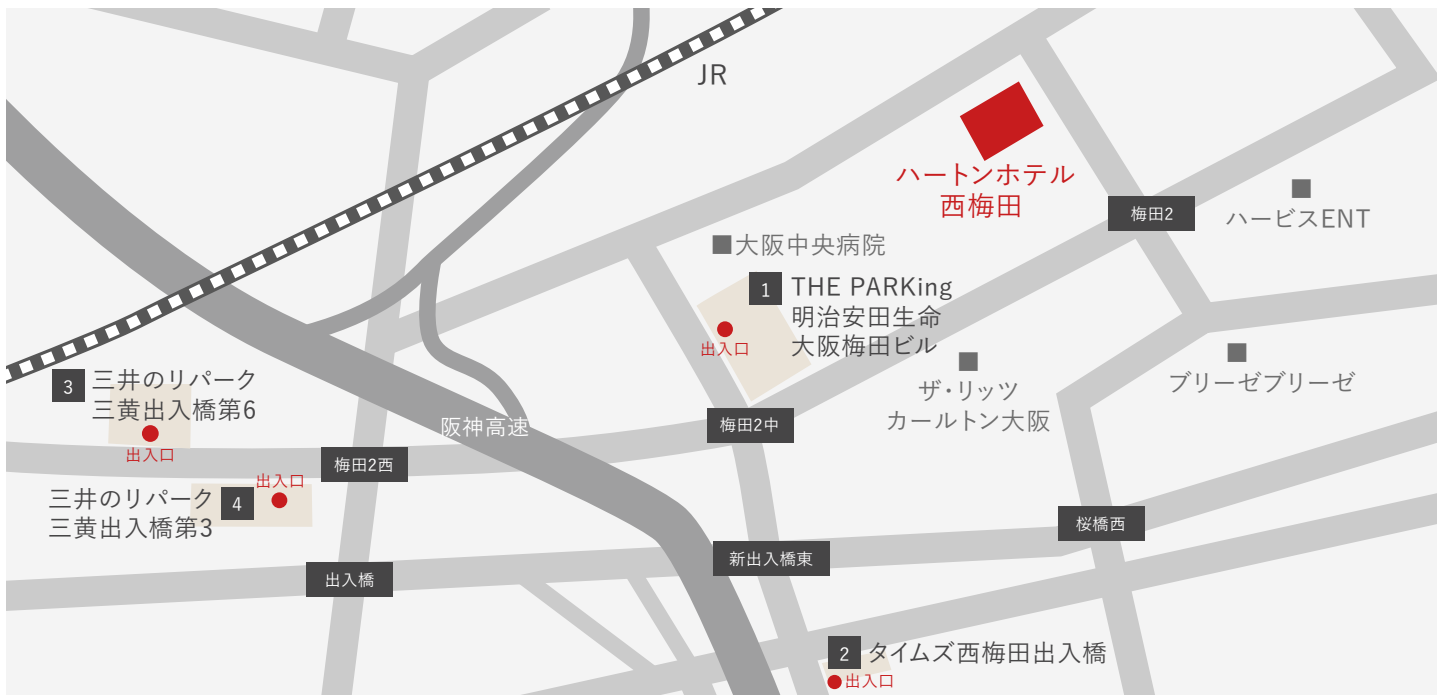 JR
ハートンホテル
西梅田
梅田2
ハービスENT
大阪中央病院
1
THE PARKing
明治安田生命
大阪梅田ビル
出入口
ザ・リッツ
カールトン大阪
ブリーゼブリーゼ
3
三井のリパーク
三黄出入橋第6
出入口
阪神高速
梅田2中
梅田2西
出入口
4
三井のリパーク
三黄出入橋第3
桜橋西
新出入橋東
出入橋
2
タイムズ西梅田出入橋
出入口